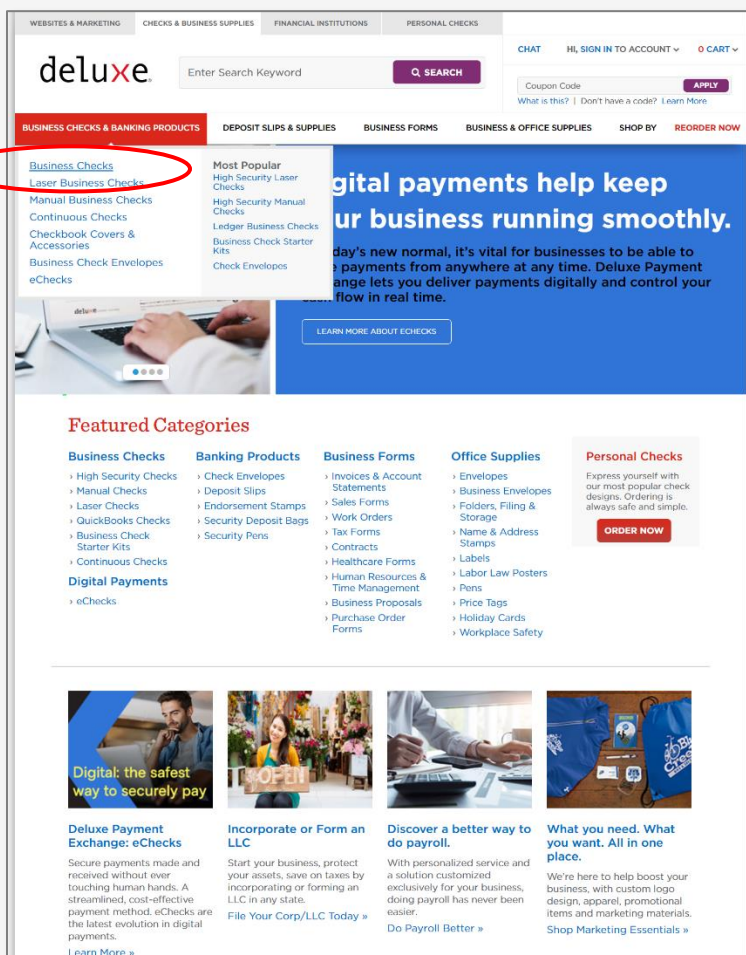 WEBSITES & MARKETING CHECKS & BUSINESS SUPPLIES FINANCIAL INSTITUTIONS PERSONAL CHECKS
CHAT HI, SIGN IN TO ACCOUNT 0 CART
deluxe.
Enter Search Keyword
SEARCH
Coupon Code
APPLY
What is this? | Don't have a code? Learn More
BUSINESS CHECKS & BANKING PRODUCTS DEPOSIT SLIPS & SUPPLIES BUSINESS FORMS BUSINESS & OFFICE SUPPLIES SHOP BY REORDER NOW
Business Checks
Laser Business Checks
Manual Business Checks
Continuous Checks
Checkbook Covers &
Accessories
Business Check Envelopes
eChecks
Most Popular
High Security Laser
Checks
High Security Manual
Checks
Ledger Business Checks
Business Check Starter
Kits
Check Envelopes
gital payments help keep
ur business running smoothly.
day's new normal, it's vital for businesses to be able to
e payments from anywhere at any time. Deluxe Payment
ange lets you deliver payments digitally and control your
flow in real time.
LEARN MORE ABOUT ECHECKS
deluxe
Featured Categories
Business Checks
› High Security Checks
› Manual Checks
› Laser Checks
› QuickBooks Checks
› Business Check
Starter Kits
› Continuous Checks
Digital Payments
› eChecks
Banking Products
› Check Envelopes
› Deposit Slips
› Endorsement Stamps
› Security Deposit Bags
› Security Pens
Business Forms
› Invoices & Account
Statements
› Sales Forms
› Work Orders
› Tax Forms
› Contracts
› Healthcare Forms
› Human Resources &
Time Management
› Business Proposals
› Purchase Order
Forms
Office Supplies
› Envelopes
› Business Envelopes
› Folders, Filing &
Storage
› Name & Address
Stamps
› Labels
› Labor Law Posters
› Pens
› Price Tags
› Holiday Cards
› Workplace Safety
Personal Checks
Express yourself with
our most popular check
designs. Ordering is
always safe and simple.
ORDER NOW
Digital: the safest
way to securely pay
OPEN
Deluxe Payment
Exchange: eChecks
Secure payments made and
received without ever
touching human hands. A
streamlined, cost-effective
payment method. eChecks are
the latest evolution in digital
payments.
Learn More »
Incorporate or Form an
LLC
Start your business, protect
your assets, save on taxes by
incorporating or forming an
LLC in any state.
File Your Corp/LLC Today »
Discover a better way to
do payroll.
With personalized service and
a solution customized
exclusively for your business,
doing payroll has never been
easier.
Do Payroll Better »
What you need. What
you want. All in one
place.
We're here to help boost your
business, with custom logo
design, apparel, promotional
items and marketing materials.
Shop Marketing Essentials »